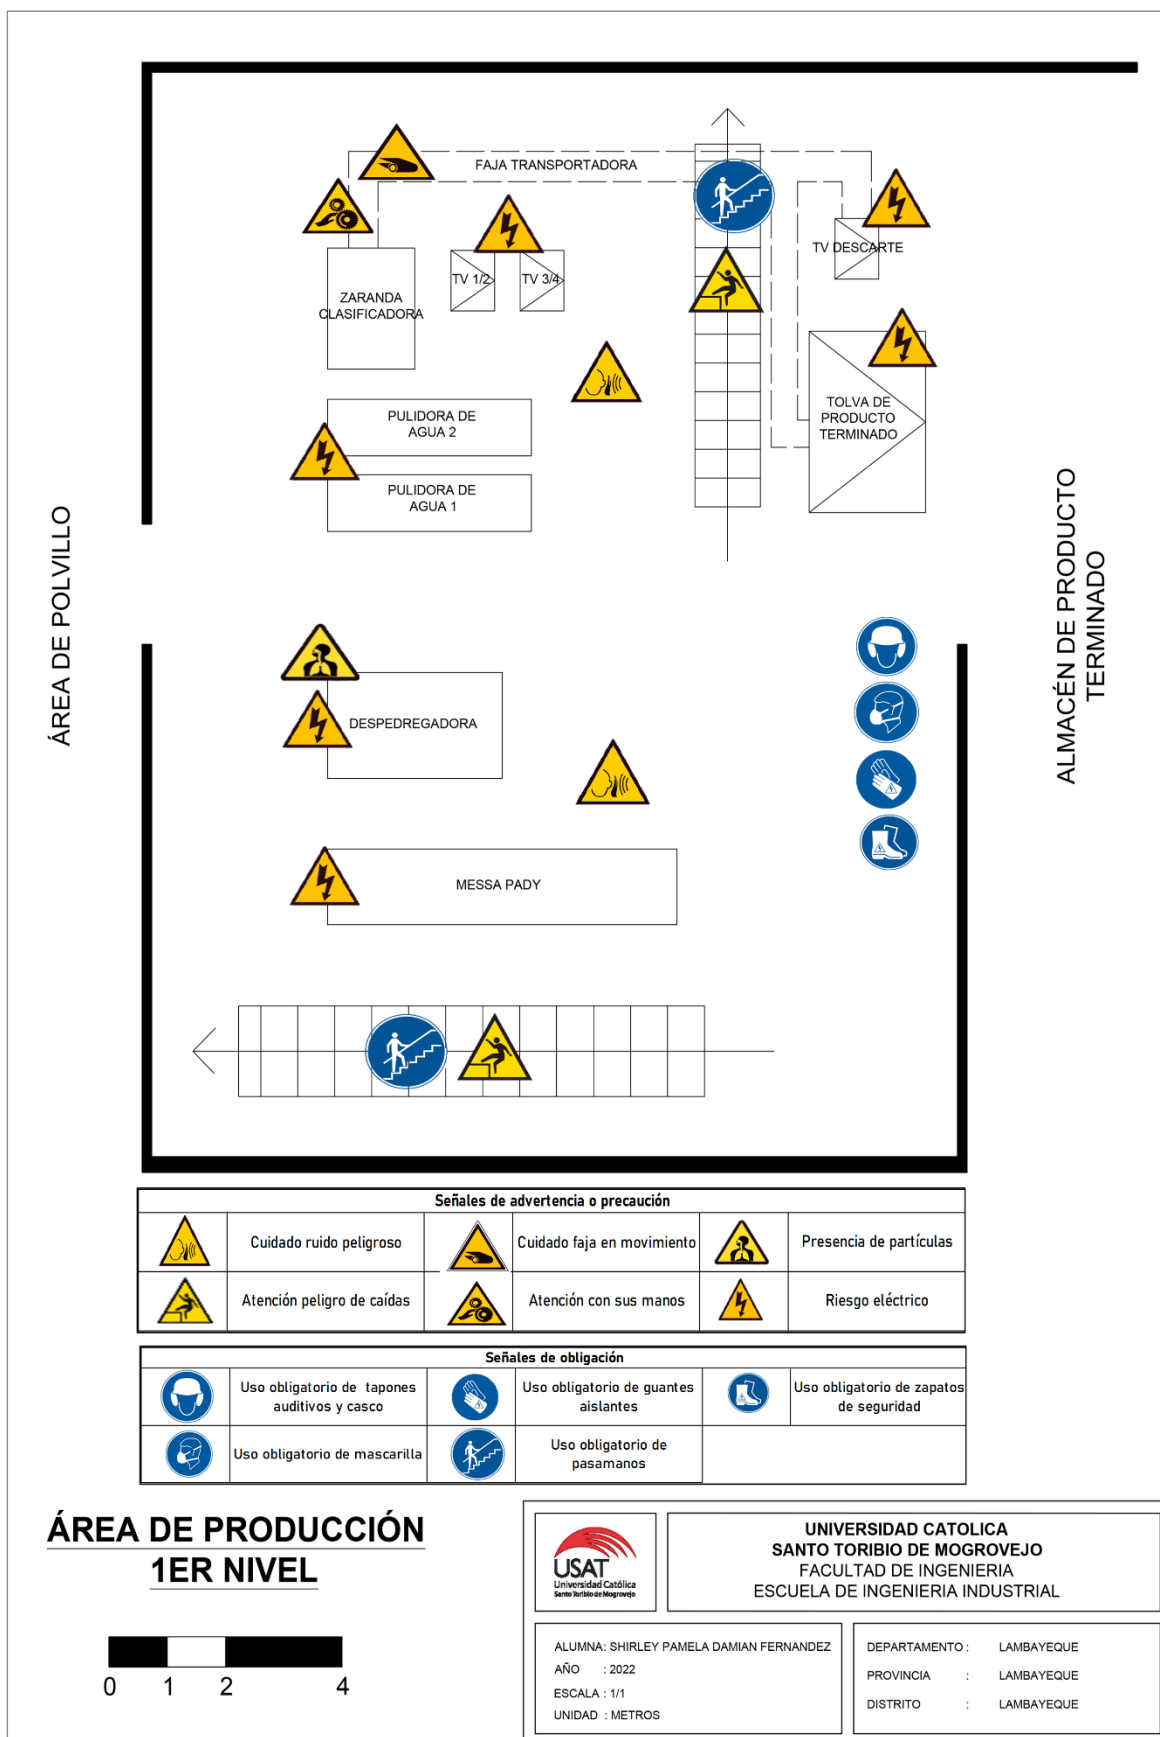 FAJA TRANSPORTADORA
TV DESCARTE
TV 1/2
TV 3/4
ZARANDA
CLASIFICADORA
TOLVA DE
PRODUCTO
TERMINADO
PULIDORA DE
AGUA 2
PULIDORA DE
AGUA 1
ÁREA DE POLVILLO
ALMACÉN DE PRODUCTO
TERMINADO
DESPEDREGADORA
MESSA PADY
Señales de advertencia o precaución
Cuidado ruido peligroso
Cuidado faja en movimiento
Presencia de partículas
Atención peligro de caídas
Atención con sus manos
Riesgo eléctrico
Señales de obligación
Uso obligatorio de tapones
auditivos y casco
Uso obligatorio de guantes
aislantes
Uso obligatorio de zapatos
de seguridad
Uso obligatorio de mascarilla
Uso obligatorio de
pasamanos
ÁREA DE PRODUCCIÓN
1ER NIVEL
0 1 2 4
USAT
Universidad Católica
Santo Toribio de Mogrovejo
UNIVERSIDAD CATOLICA
SANTO TORIBIO DE MOGROVEJO
FACULTAD DE INGENIERIA
ESCUELA DE INGENIERIA INDUSTRIAL
ALUMNA: SHIRLEY PAMELA DAMIAN FERNANDEZ
AÑO : 2022
ESCALA : 1/1
UNIDAD : METROS
DEPARTAMENTO : LAMBAYEQUE
PROVINCIA : LAMBAYEQUE
DISTRITO : LAMBAYEQUE